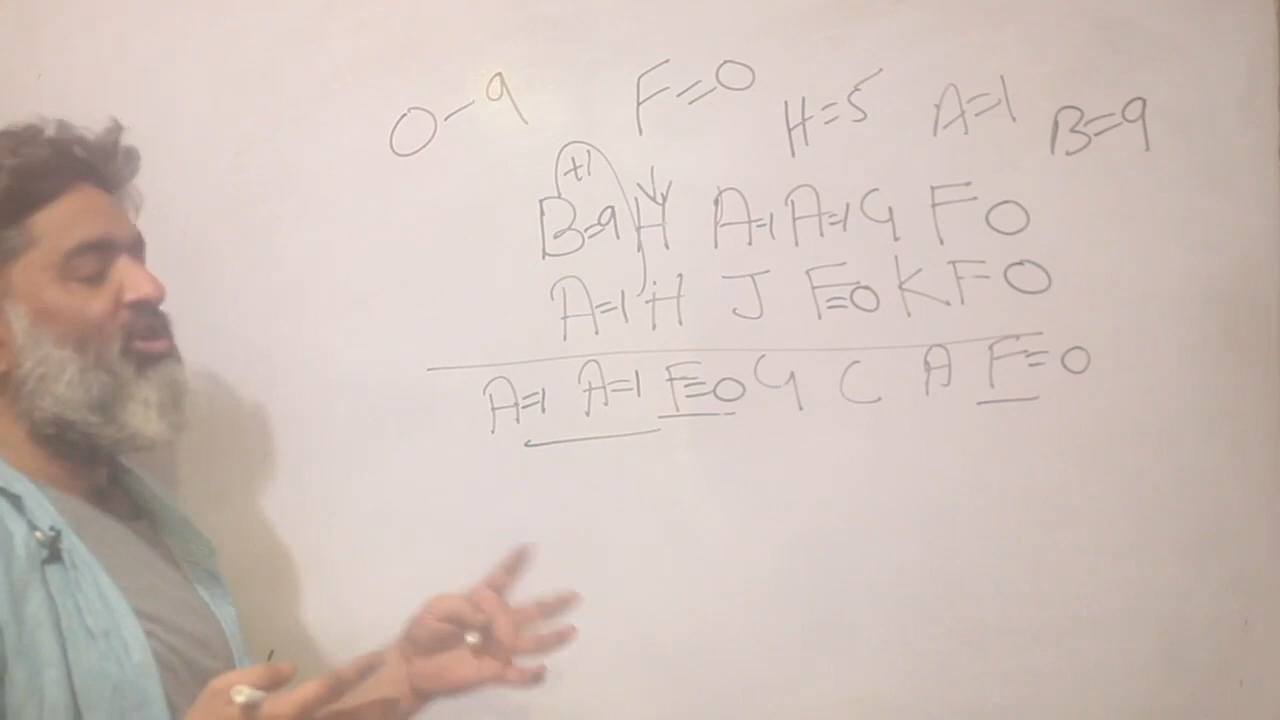 0-9 F=0 H=5 A=1 B=9
+1
B=9 H A=1 A=1 G F O
A=1 H J F=0 K F O
A=1 A=1 F=0 G C A F=0